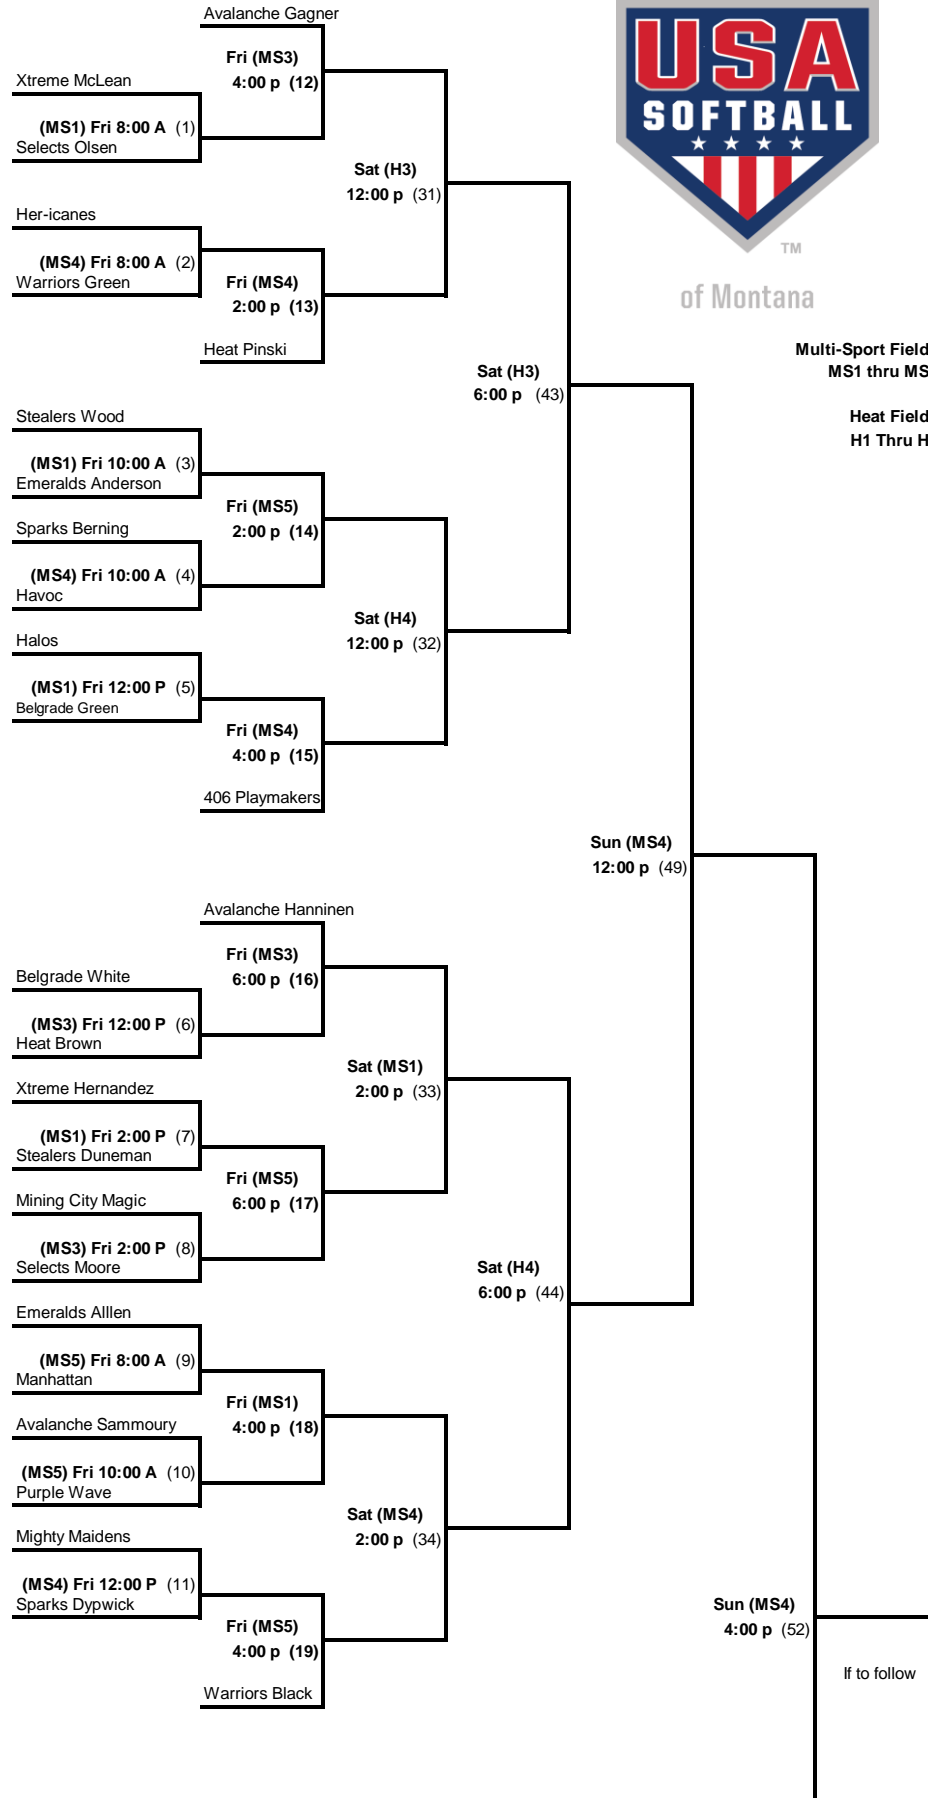 Avalanche Gagner
Fri (MS3)
4:00 p (12)
Xtreme McLean
(MS1) Fri 8:00 A (1)
Selects Olsen
Sat (H3)
12:00 p (31)
Her-icanes
(MS4) Fri 8:00 A (2)
Warriors Green
Fri (MS4)
2:00 p (13)
Heat Pinski
USA
SOFTBALL
TM
of Montana
Multi-Sport Field
MS1 thru MS
Heat Field
H1 Thru H
Sat (H3)
6:00 p (43)
Stealers Wood
(MS1) Fri 10:00 A (3)
Emeralds Anderson
Fri (MS5)
2:00 p (14)
Sparks Berning
(MS4) Fri 10:00 A (4)
Havoc
Sat (H4)
12:00 p (32)
Halos
(MS1) Fri 12:00 P (5)
Belgrade Green
Fri (MS4)
4:00 p (15)
406 Playmakers
Sun (MS4)
12:00 p (49)
Avalanche Hanninen
Fri (MS3)
6:00 p (16)
Belgrade White
(MS3) Fri 12:00 P (6)
Heat Brown
Sat (MS1)
2:00 p (33)
Xtreme Hernandez
(MS1) Fri 2:00 P (7)
Stealers Duneman
Fri (MS5)
6:00 p (17)
Mining City Magic
(MS3) Fri 2:00 P (8)
Selects Moore
Sat (H4)
6:00 p (44)
Emeralds Alllen
(MS5) Fri 8:00 A (9)
Manhattan
Fri (MS1)
4:00 p (18)
Avalanche Sammoury
(MS5) Fri 10:00 A (10)
Purple Wave
Sat (MS4)
2:00 p (34)
Mighty Maidens
(MS4) Fri 12:00 P (11)
Sparks Dypwick
Fri (MS5)
4:00 p (19)
Warriors Black
Sun (MS4)
4:00 p (52)
If to follow